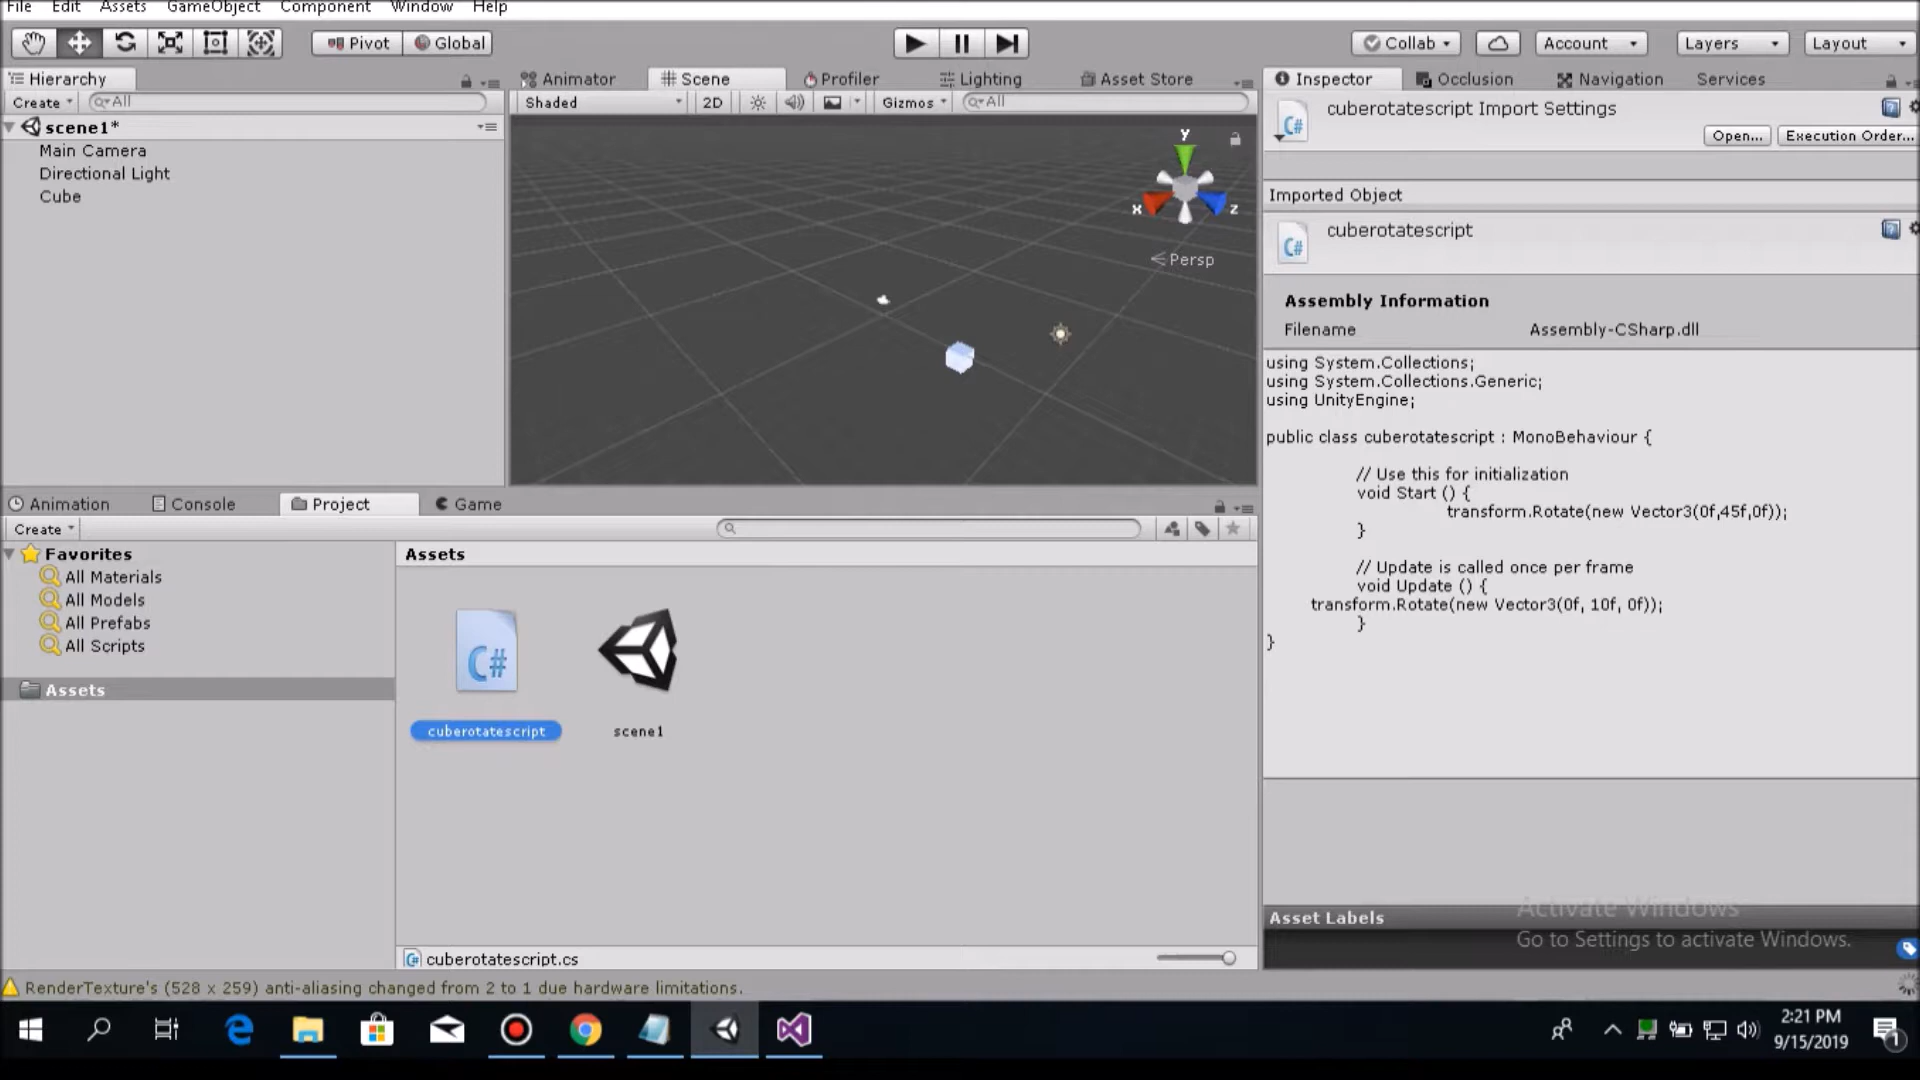 File Edit Assets GameObject Component Window Help
Pivot Global Collab Account Layers Layout
Hierarchy
Create All
scene1*
Main Camera
Directional Light
Cube
Animator Scene Profiler Lighting Asset Store
Shaded 2D Gizmos All
y
x z
Persp
Inspector Occlusion Navigation Services
cuberotatescript Import Settings
C#
Open... Execution Order...
Imported Object
cuberotatescript
C#
Assembly Information
Filename Assembly-CSharp.dll
using System.Collections;
using System.Collections.Generic;
using UnityEngine;
public class cuberotatescript : MonoBehaviour {
// Use this for initialization
void Start () {
transform.Rotate(new Vector3(0f,45f,0f));
}
// Update is called once per frame
void Update () {
transform.Rotate(new Vector3(0f, 10f, 0f));
}
}
Animation Console Project Game
Create
Favorites
All Materials
All Models
All Prefabs
All Scripts
Assets
Assets
C#
cuberotatescript scene1
cuberotatescript.cs
Asset Labels
Activate Windows
Go to Settings to activate Windows.
RenderTexture's (528 x 259) anti-aliasing changed from 2 to 1 due hardware limitations.
2:21 PM
9/15/2019
1